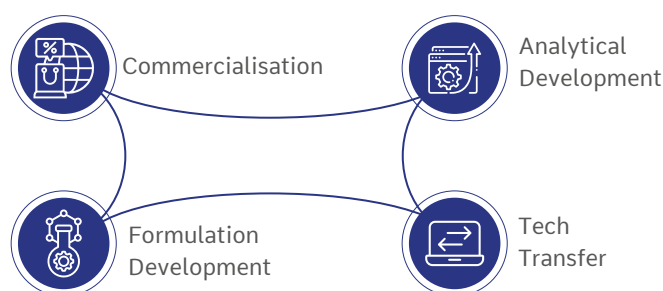 Commercialisation
Analytical
Development
Formulation
Development
Tech
Transfer
%